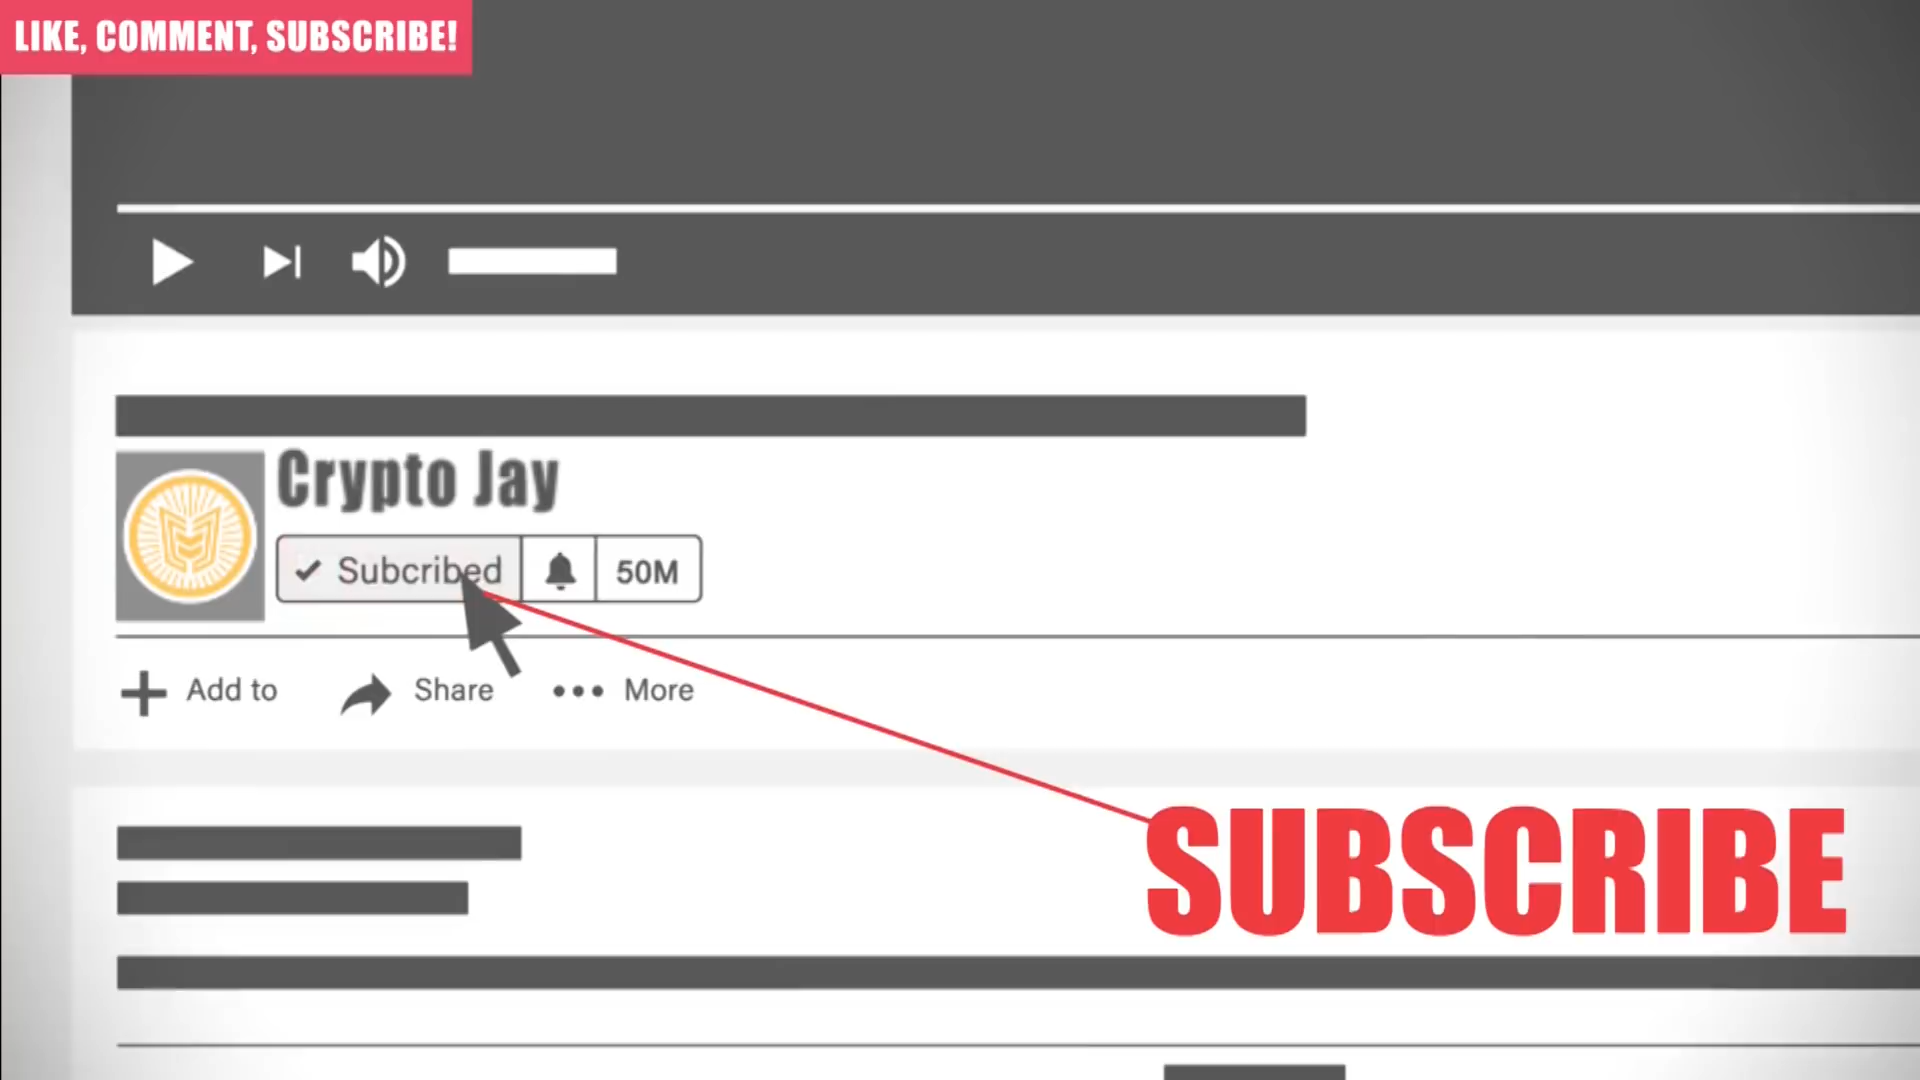 LIKE, COMMENT, SUBSCRIBE!
Crypto Jay
Subcribed 50M
Add to Share More
SUBSCRIBE